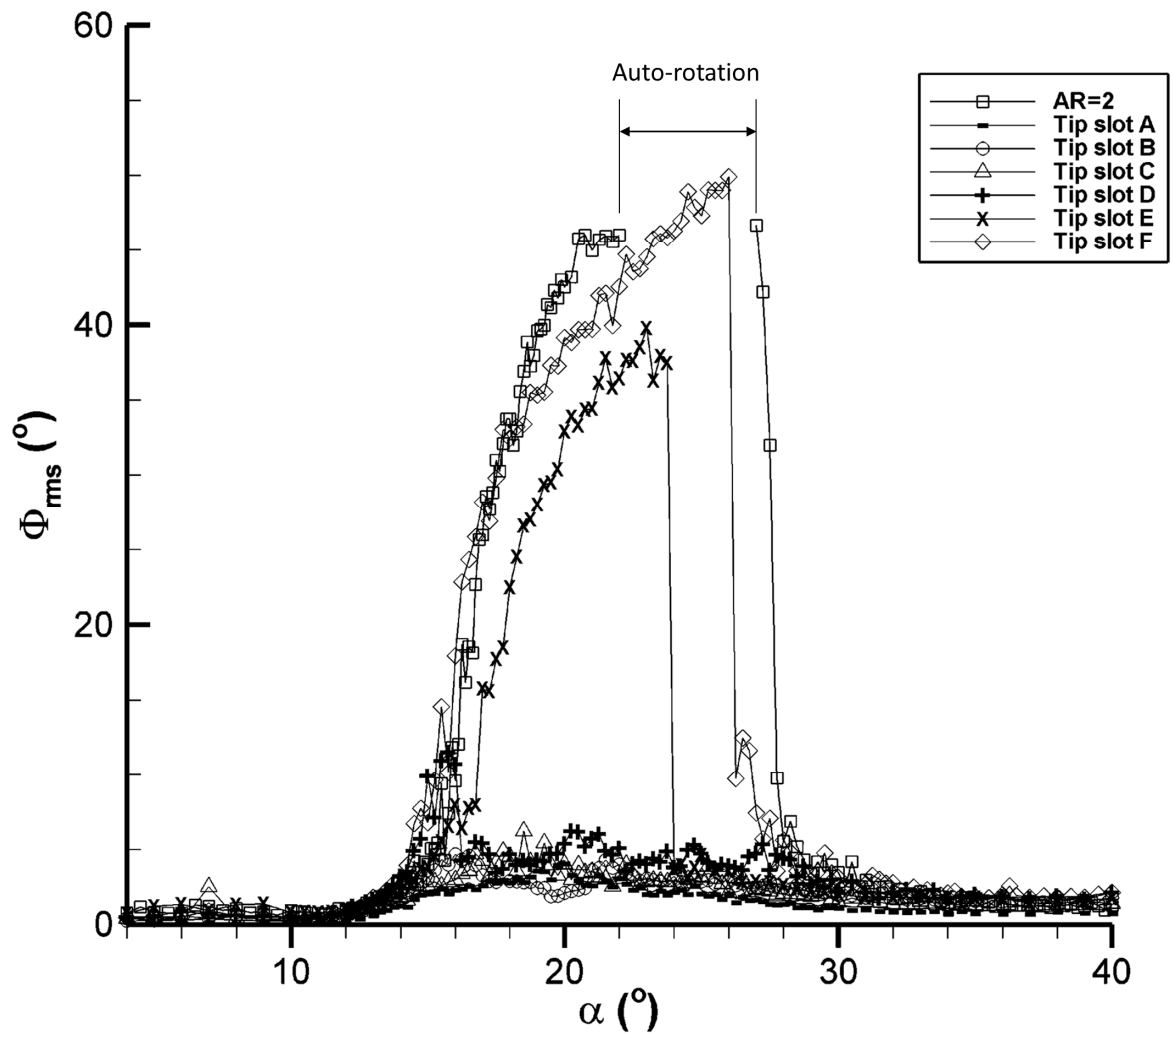 60
Auto-rotation
AR=2
Tip slot A
Tip slot B
Tip slot C
Tip slot D
Tip slot E
Tip slot F
40
Φrms (°)
20
0
10 20 30 40
α (°)